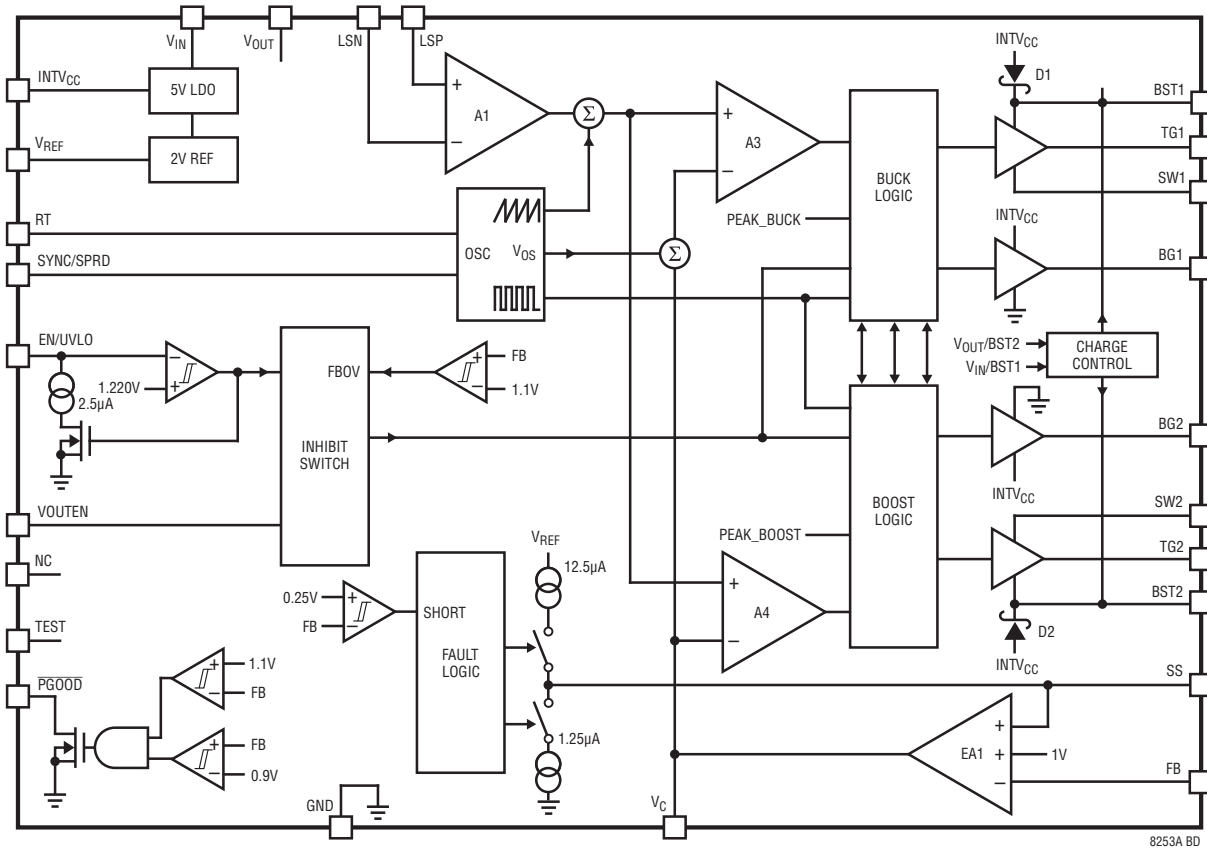 VIN
VOUT
LSN
LSP
INTVCC
5V LDO
VREF
2V REF
A1
+
−
Σ
A3
+
−
BUCK
LOGIC
PEAK_BUCK
INTVCC
D1
BST1
TG1
SW1
INTVCC
BG1
RT
SYNC/SPRD
OSC
VOS
Σ
EN/UVLO
−
+
1.220V
2.5µA
FBOV
INHIBIT
SWITCH
+
−
FB
1.1V
VOUT/BST2
VIN/BST1
CHARGE
CONTROL
BG2
INTVCC
VOUTEN
NC
TEST
PGOOD
+
−
1.1V
FB
+
−
FB
0.9V
0.25V
FB
+
−
SHORT
FAULT
LOGIC
VREF
12.5µA
1.25µA
PEAK_BOOST
A4
+
−
BOOST
LOGIC
SW2
TG2
BST2
D2
INTVCC
SS
EA1
+
+
−
1V
FB
GND
VC
8253A BD